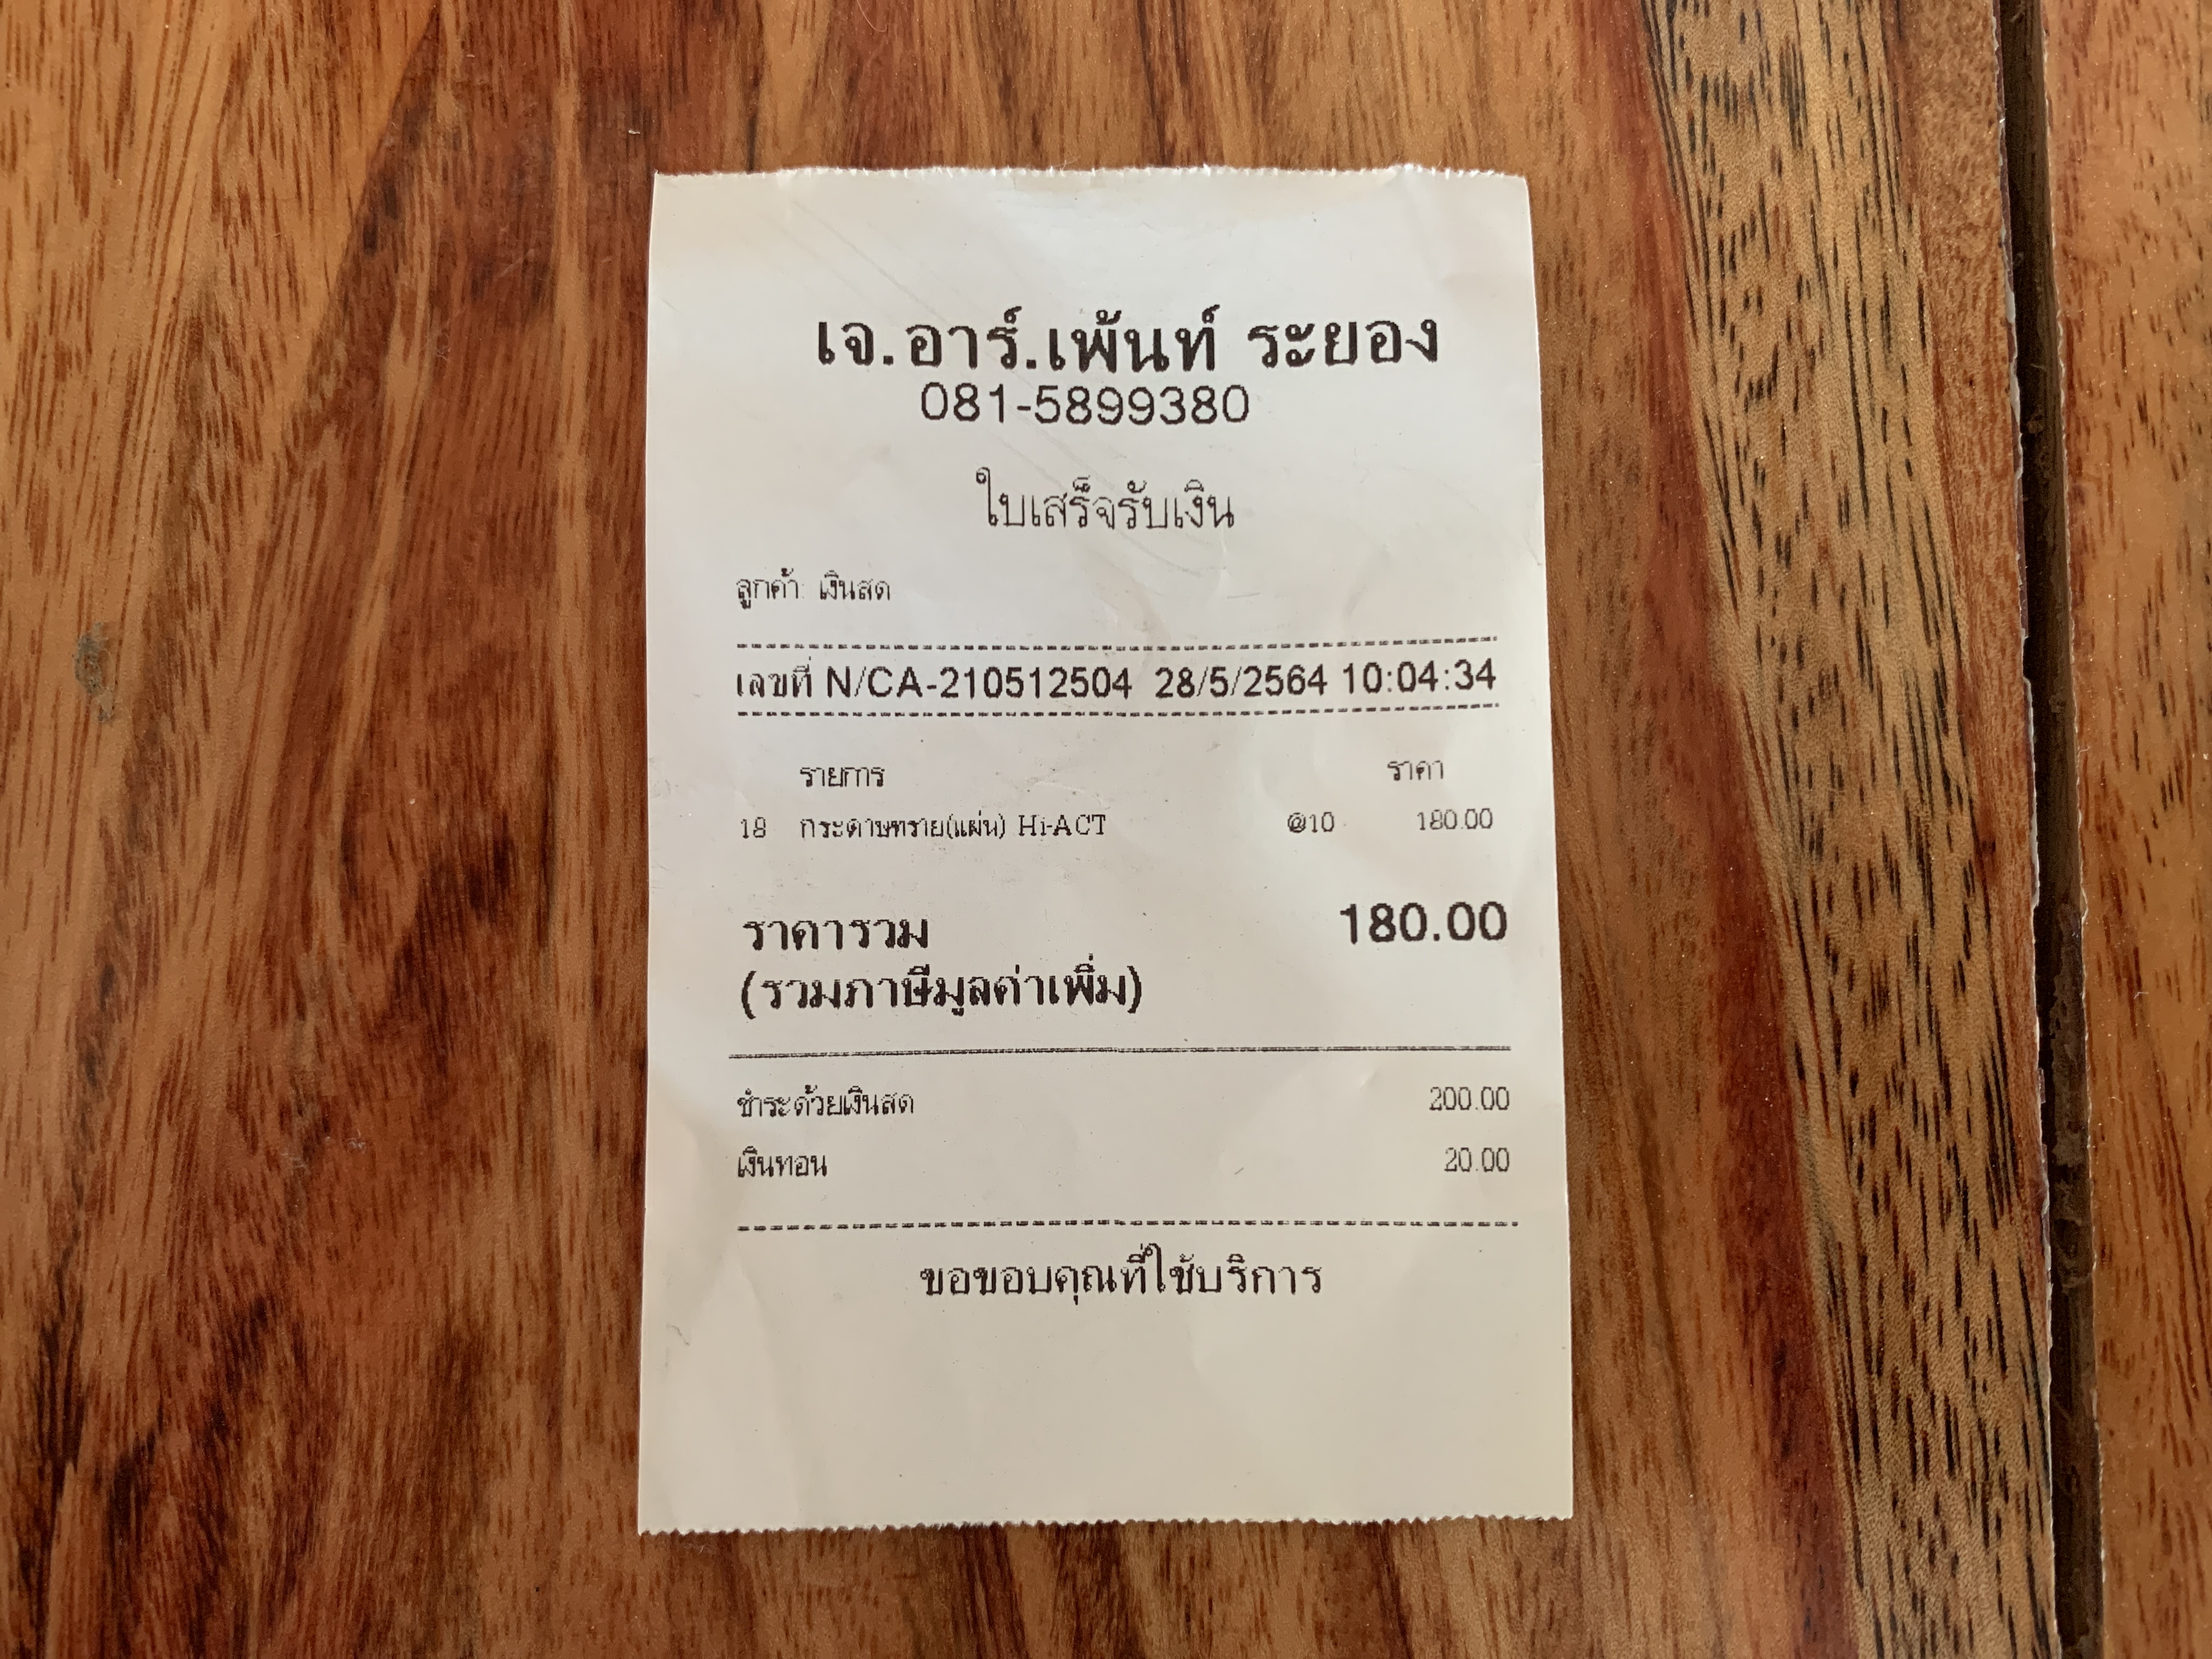 เจ.อาร์.เพ้นท์ ระยอง
081-5899380
ใบเสร็จรับเงิน
ลูกค้า: เงินสด
เลขที่ N/CA-210512504 28/5/2564 10:04:34
รายการ ราคา
18 กระดาษทราย(แผ่น) Hi-ACT @10 180.00
ราคารวม 180.00
(รวมภาษีมูลค่าเพิ่ม)
ชำระด้วยเงินสด 200.00
เงินทอน 20.00
ขอขอบคุณที่ใช้บริการ